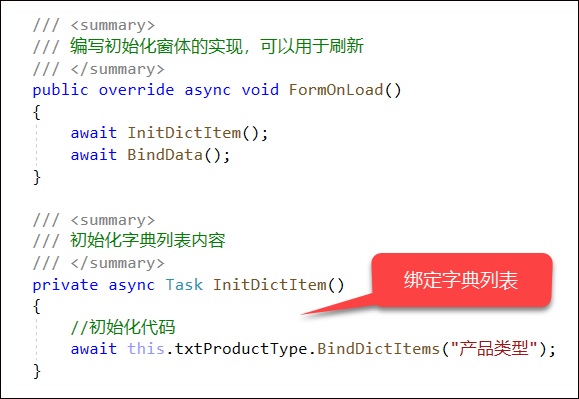 /// <summary>
/// 编写初始化窗体的实现，可以用于刷新
/// </summary>
public override async void FormOnLoad()
{
    await InitDictItem();
    await BindData();
}
/// <summary>
/// 初始化字典列表内容
/// </summary>
private async Task InitDictItem()
{
    //初始化代码
    await this.txtProductType.BindDictItems("产品类型");
}
绑定字典列表